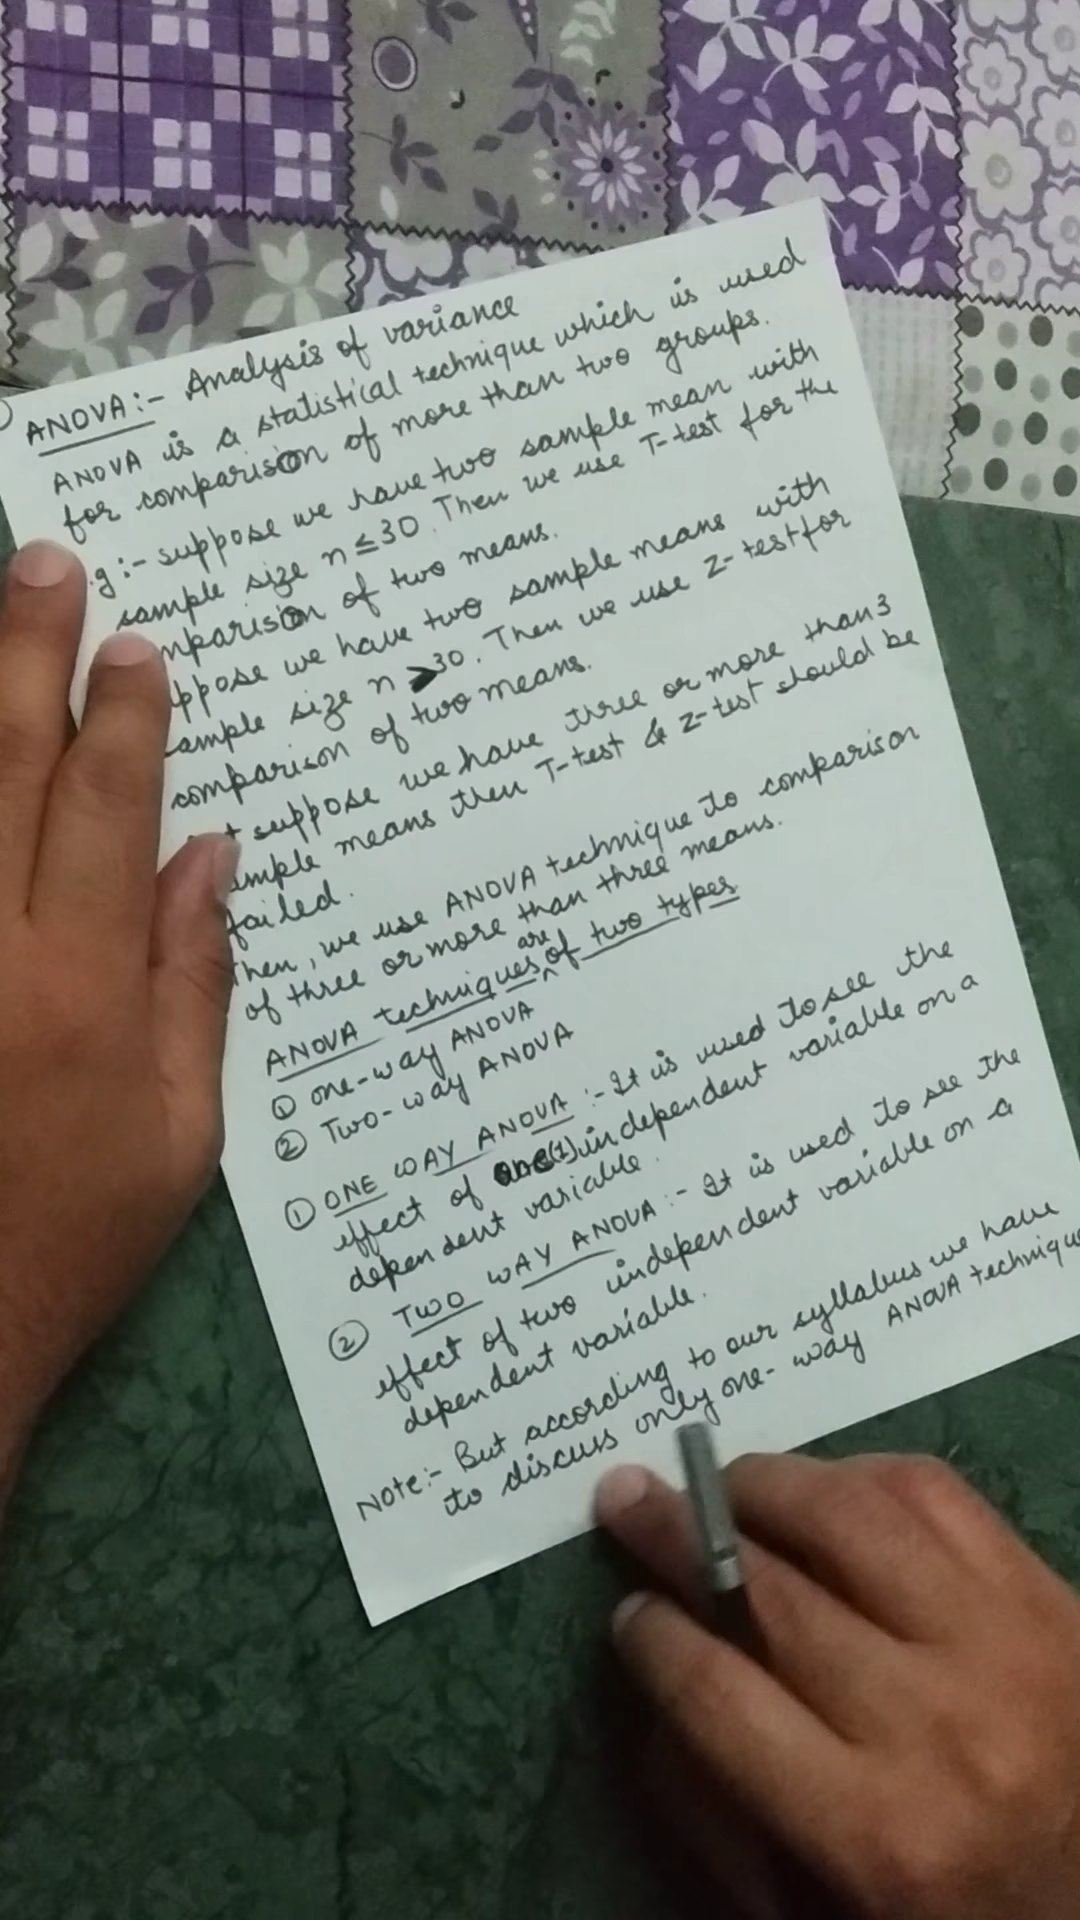 ANOVA :- Analysis of variance
ANOVA is a statistical technique which is used
for comparison of more than two groups.
.g :- suppose we have two sample mean with
sample size n ≤ 30. Then we use T-test for the
mparison of two means.
ppose we have two sample means with
sample size n > 30. Then we use Z-test for
comparison of two means.
t suppose we have three or more than 3
ample means then T-test & Z-test should be
failed.
Then, we use ANOVA technique to comparison
of three or more than three means.
ANOVA techniques are of two types
① one-way ANOVA
② Two-way ANOVA
① ONE WAY ANOVA :- It is used to see the
effect of one(1) independent variable on a
dependent variable.
② TWO WAY ANOVA :- It is used to see the
effect of two independent variable on a
dependent variable.
Note:- But according to our syllabus we have
to discuss only one-way ANOVA technique